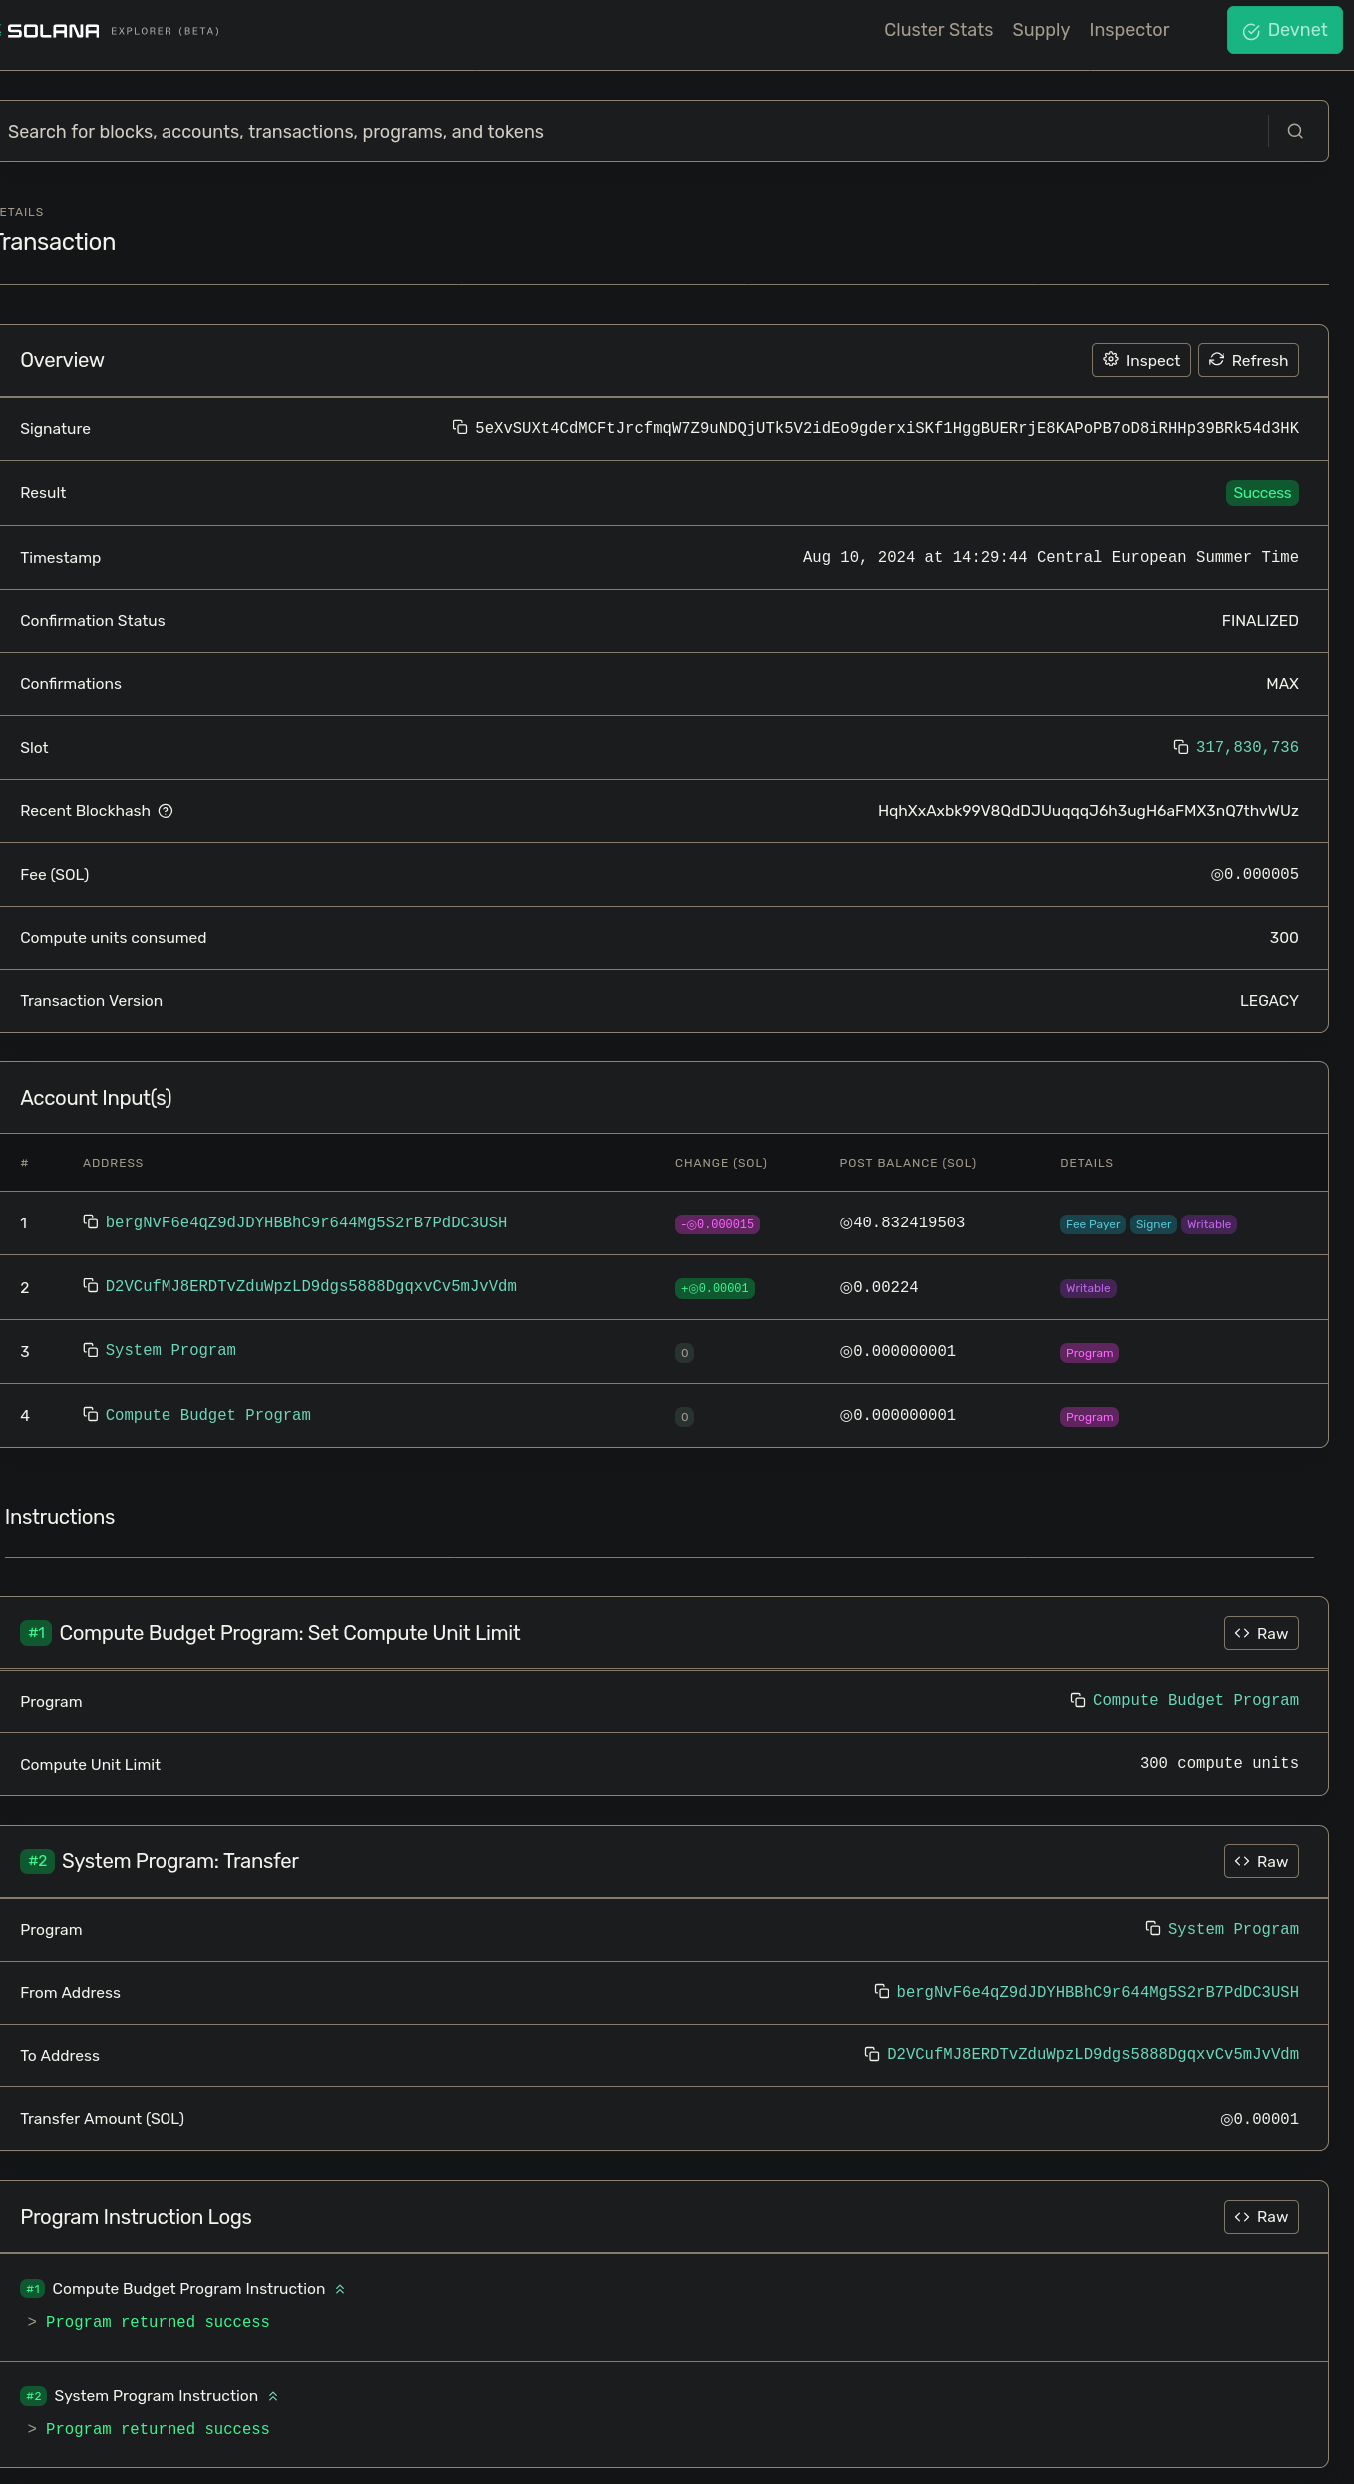 SOLANA EXPLORER (BETA) Cluster Stats Supply Inspector Devnet
Search for blocks, accounts, transactions, programs, and tokens
ETAILS
Transaction
Overview Inspect Refresh
Signature 5eXvSUXt4CdMCFtJrcfmqW7Z9uNDQjUTk5V2idEo9gderxiSKf1HggBUERrjE8KAPoPB7oD8iRHHp39BRk54d3HK
Result Success
Timestamp Aug 10, 2024 at 14:29:44 Central European Summer Time
Confirmation Status FINALIZED
Confirmations MAX
Slot 317,830,736
Recent Blockhash HqhXxAxbk99V8QdDJUuqqqJ6h3ugH6aFMX3nQ7thvWUz
Fee (SOL) ◎0.000005
Compute units consumed 300
Transaction Version LEGACY
Account Input(s)
# ADDRESS CHANGE (SOL) POST BALANCE (SOL) DETAILS
1 bergNvF6e4qZ9dJDYHBBhC9r644Mg5S2rB7PdDC3USH -◎0.000015 ◎40.832419503 Fee Payer Signer Writable
2 D2VCufMJ8ERDTvZduWpzLD9dgs5888DgqxvCv5mJvVdm +◎0.00001 ◎0.00224 Writable
3 System Program 0 ◎0.000000001 Program
4 Compute Budget Program 0 ◎0.000000001 Program
Instructions
#1 Compute Budget Program: Set Compute Unit Limit Raw
Program Compute Budget Program
Compute Unit Limit 300 compute units
#2 System Program: Transfer Raw
Program System Program
From Address bergNvF6e4qZ9dJDYHBBhC9r644Mg5S2rB7PdDC3USH
To Address D2VCufMJ8ERDTvZduWpzLD9dgs5888DgqxvCv5mJvVdm
Transfer Amount (SOL) ◎0.00001
Program Instruction Logs Raw
#1 Compute Budget Program Instruction
> Program returned success
#2 System Program Instruction
> Program returned success